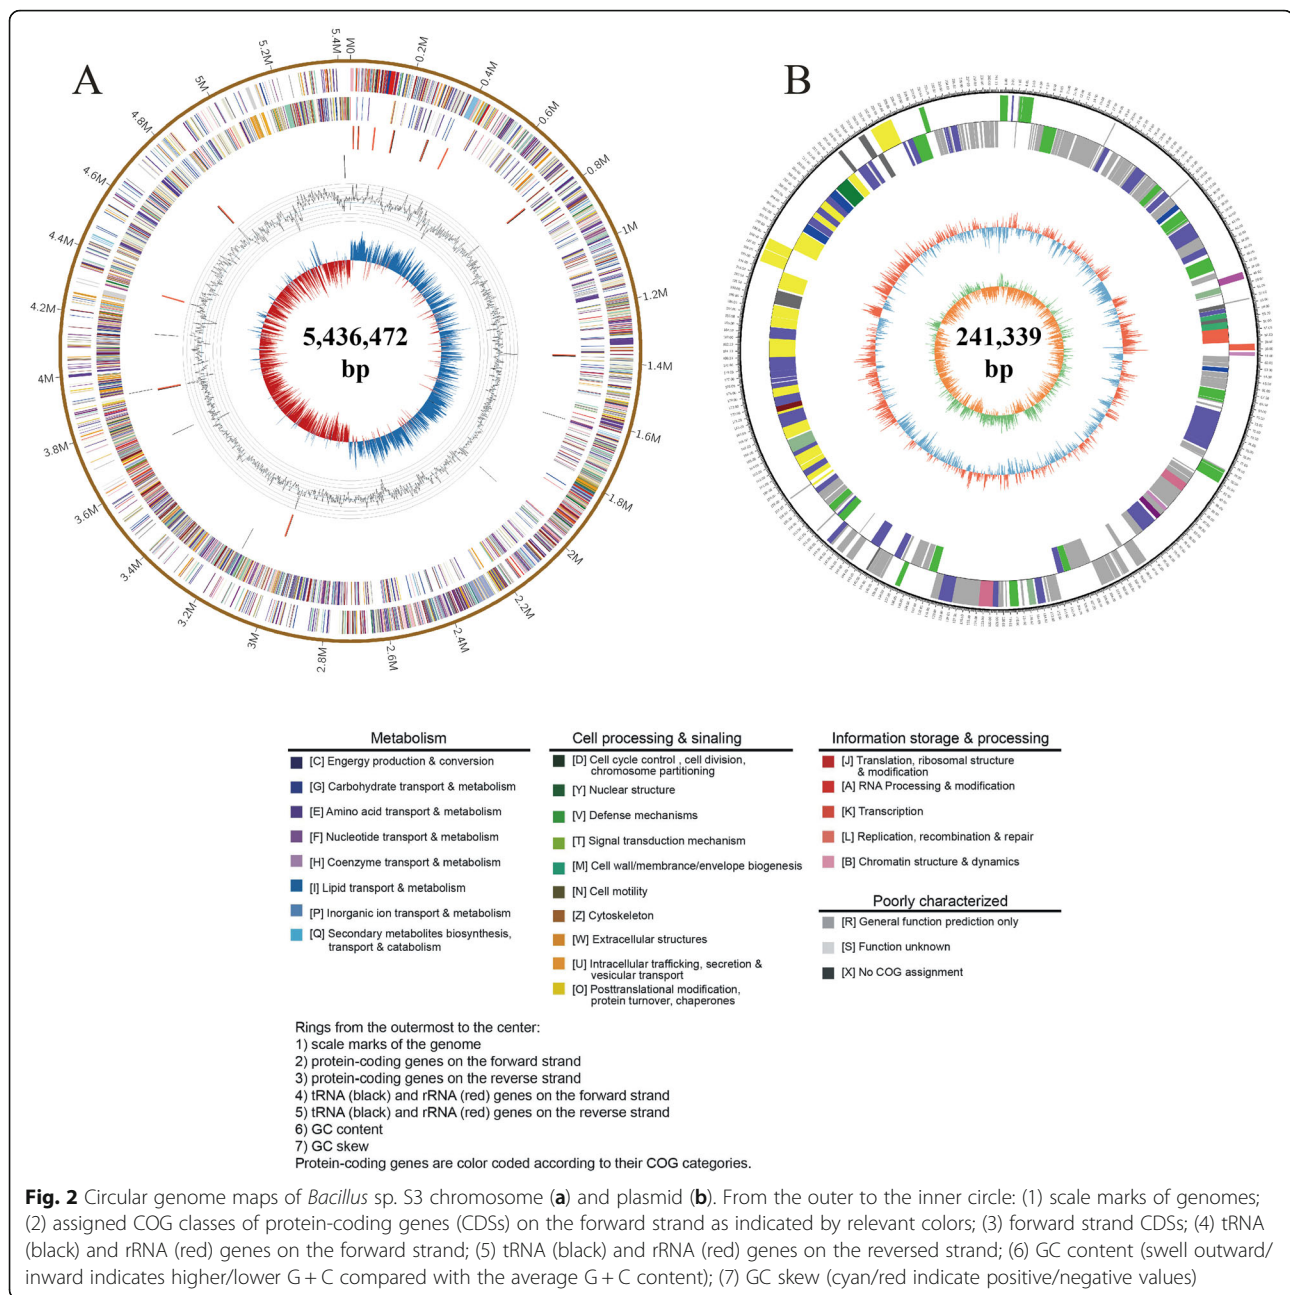 A
B
0M
0.2M
0.4M
0.6M
0.8M
1M
1.2M
1.4M
1.6M
1.8M
2M
2.2M
2.4M
2.6M
2.8M
3M
3.2M
3.4M
3.6M
3.8M
4M
4.2M
4.4M
4.6M
4.8M
5M
5.2M
5.4M
5,436,472
bp
241,339
bp
Metabolism
[C] Engergy production & conversion
[G] Carbohydrate transport & metabolism
[E] Amino acid transport & metabolism
[F] Nucleotide transport & metabolism
[H] Coenzyme transport & metabolism
[I] Lipid transport & metabolism
[P] Inorganic ion transport & metabolism
[Q] Secondary metabolites biosynthesis,
transport & catabolism
Cell processing & sinaling
[D] Cell cycle control , cell division,
chromosome partitioning
[Y] Nuclear structure
[V] Defense mechanisms
[T] Signal transduction mechanism
[M] Cell wall/membrance/envelope biogenesis
[N] Cell motility
[Z] Cytoskeleton
[W] Extracellular structures
[U] Intracellular trafficking, secretion &
vesicular transport
[O] Posttranslational modification,
protein turnover, chaperones
Information storage & processing
[J] Translation, ribosomal structure
& modification
[A] RNA Processing & modification
[K] Transcription
[L] Replication, recombination & repair
[B] Chromatin structure & dynamics
Poorly characterized
[R] General function prediction only
[S] Function unknown
[X] No COG assignment
Rings from the outermost to the center:
1) scale marks of the genome
2) protein-coding genes on the forward strand
3) protein-coding genes on the reverse strand
4) tRNA (black) and rRNA (red) genes on the forward strand
5) tRNA (black) and rRNA (red) genes on the reverse strand
6) GC content
7) GC skew
Protein-coding genes are color coded according to their COG categories.
Fig. 2 Circular genome maps of Bacillus sp. S3 chromosome (a) and plasmid (b). From the outer to the inner circle: (1) scale marks of genomes;
(2) assigned COG classes of protein-coding genes (CDSs) on the forward strand as indicated by relevant colors; (3) forward strand CDSs; (4) tRNA
(black) and rRNA (red) genes on the forward strand; (5) tRNA (black) and rRNA (red) genes on the reversed strand; (6) GC content (swell outward/
inward indicates higher/lower G + C compared with the average G + C content); (7) GC skew (cyan/red indicate positive/negative values)